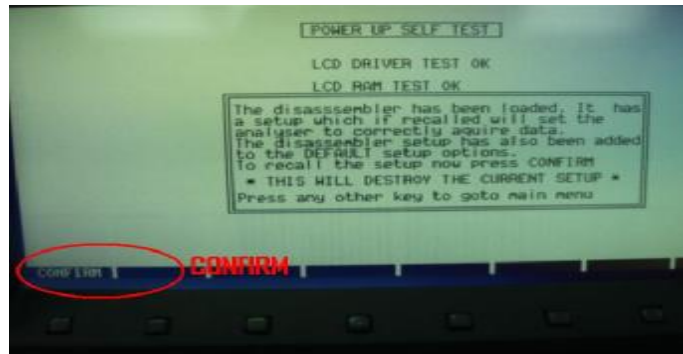 POWER UP SELF TEST
LCD DRIVER TEST OK
LCD RAM TEST OK
The disasssembler has been loaded. It has
a setup which if recalled will set the
analyser to correctly aquire data.
The disassembler setup has also been added
to the DEFAULT setup options.
To recall the setup now press CONFIRM
* THIS WILL DESTROY THE CURRENT SETUP *
Press any other key to goto main menu
CONFIRM
CONFIRM